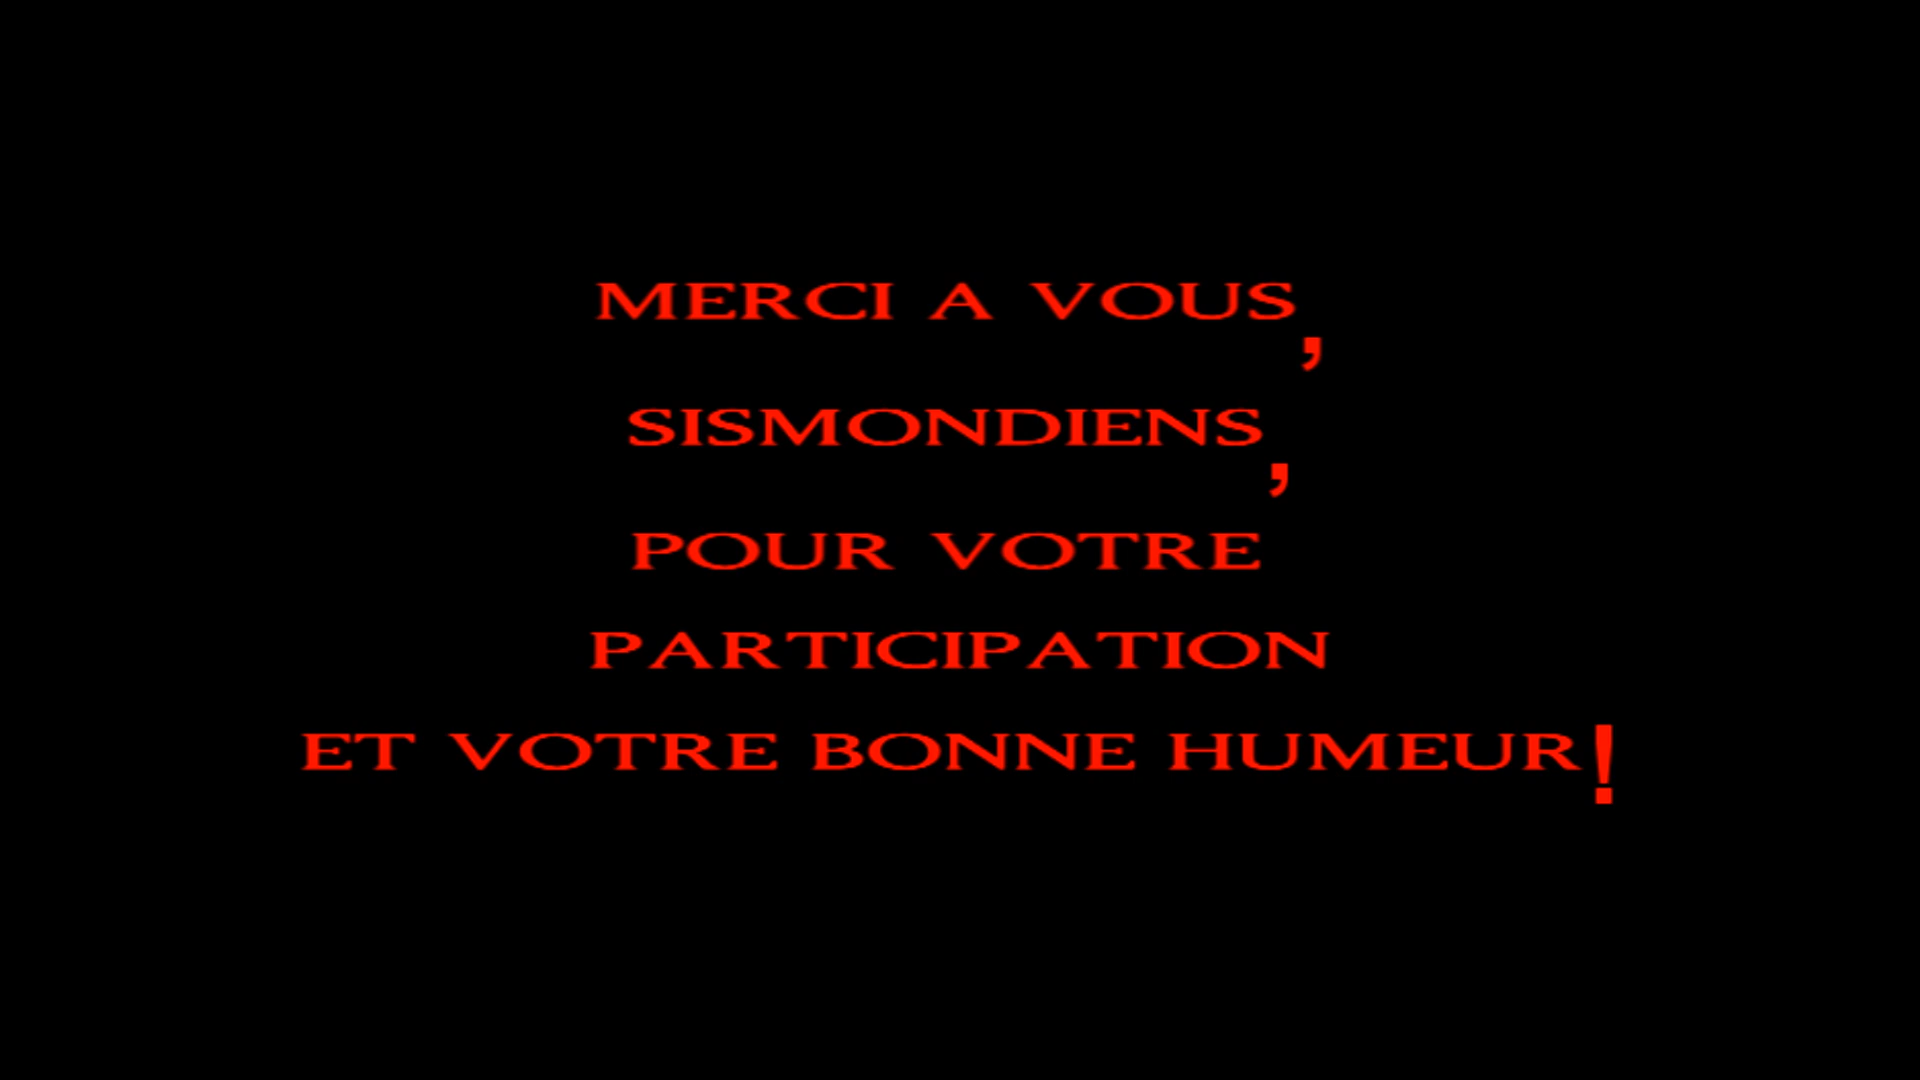 MERCI A VOUS,
SISMONDIENS,
POUR VOTRE
PARTICIPATION
ET VOTRE BONNE HUMEUR!